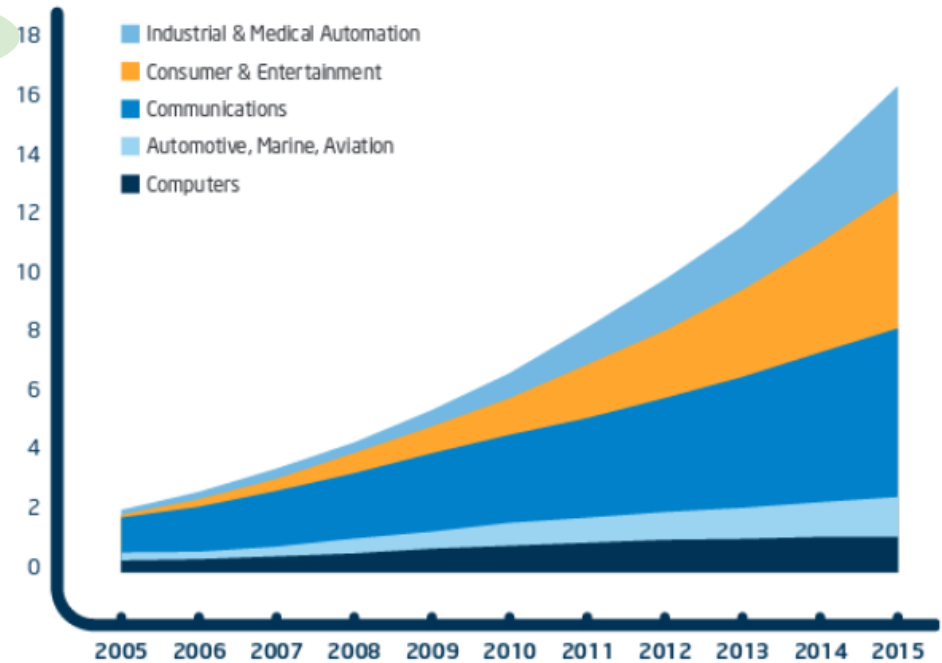 18
Industrial & Medical Automation
Consumer & Entertainment
16
Communications
14
Automotive, Marine, Aviation
Computers
12
10
8
6
4
2
0
2005 2006 2007 2008 2009 2010 2011 2012 2013 2014 2015